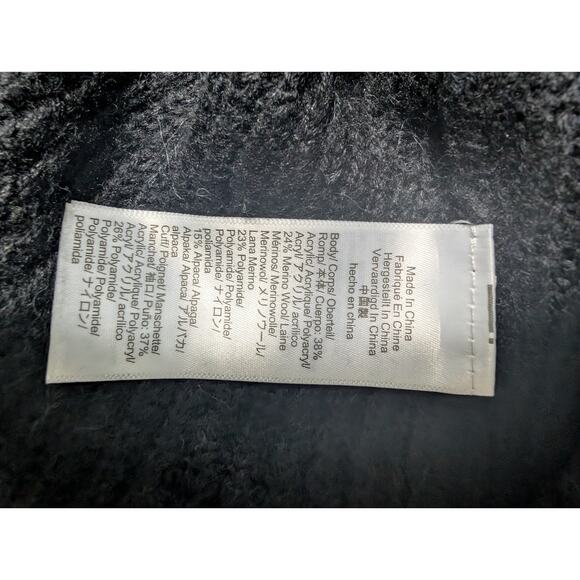 Made In China
Fabriqué En Chine
Hergestellt In China
Vervaardigd In China
中国製
hecho en china
Body/ Corps/ Oberteil/
Romp/ 本体/ Cuerpo: 38%
Acrylic/Acrylique/ Polyacryl/
Acryl/ アクリル/ acrílico
24% Merino Wool/ Laine
Merinos/ Merinowolle/
Merinowol/ メリノウール/
Lana Merino
23% Polyamide/
Polyamide/ Polyamid/
Polyamide/ ナイロン/
poliamida
15% Alpaca/ Alpaga/
Alpaka/ Alpaca/ アルパカ/
alpaca
Cuff/ Poignet/ Manschette/
Manchet/ 袖口/ Puño: 37%
Acrylic/ Acrylique/ Polyacryl/
Acryl/ アクリル/ acrílico
26% Polyamide/
Polyamide/ Polyamid/
Polyamide/ ナイロン/
poliamida